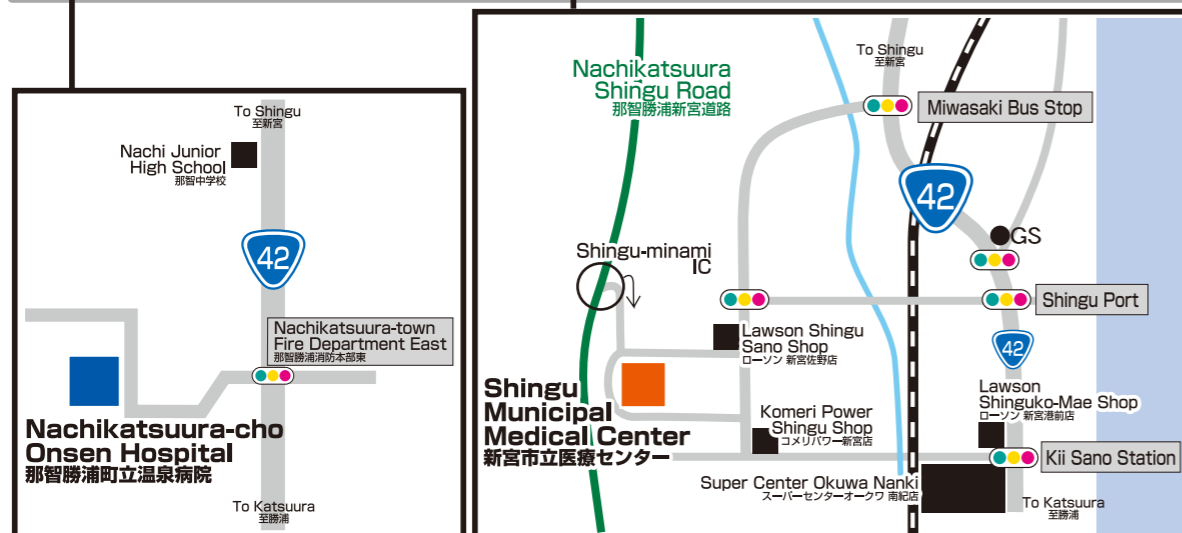 To Shingu
至新宮
Nachi Junior
High School
那智中学校
42
Nachikatsuura-town
Fire Department East
那智勝浦消防本部東
Nachikatsuura-cho
Onsen Hospital
那智勝浦町立温泉病院
To Katsuura
至勝浦
Nachikatsuura
Shingu Road
那智勝浦新宮道路
To Shingu
至新宮
Miwasaki Bus Stop
42
GS
Shingu-minami
IC
Shingu Port
Lawson Shingu
Sano Shop
ローソン 新宮佐野店
42
Shingu
Municipal
Medical Center
新宮市立医療センター
Lawson
Shinguko-Mae Shop
ローソン 新宮港前店
Komeri Power
Shingu Shop
コメリパワー新宮店
Kii Sano Station
Super Center Okuwa Nanki
スーパーセンターオークワ 南紀店
To Katsuura
至勝浦